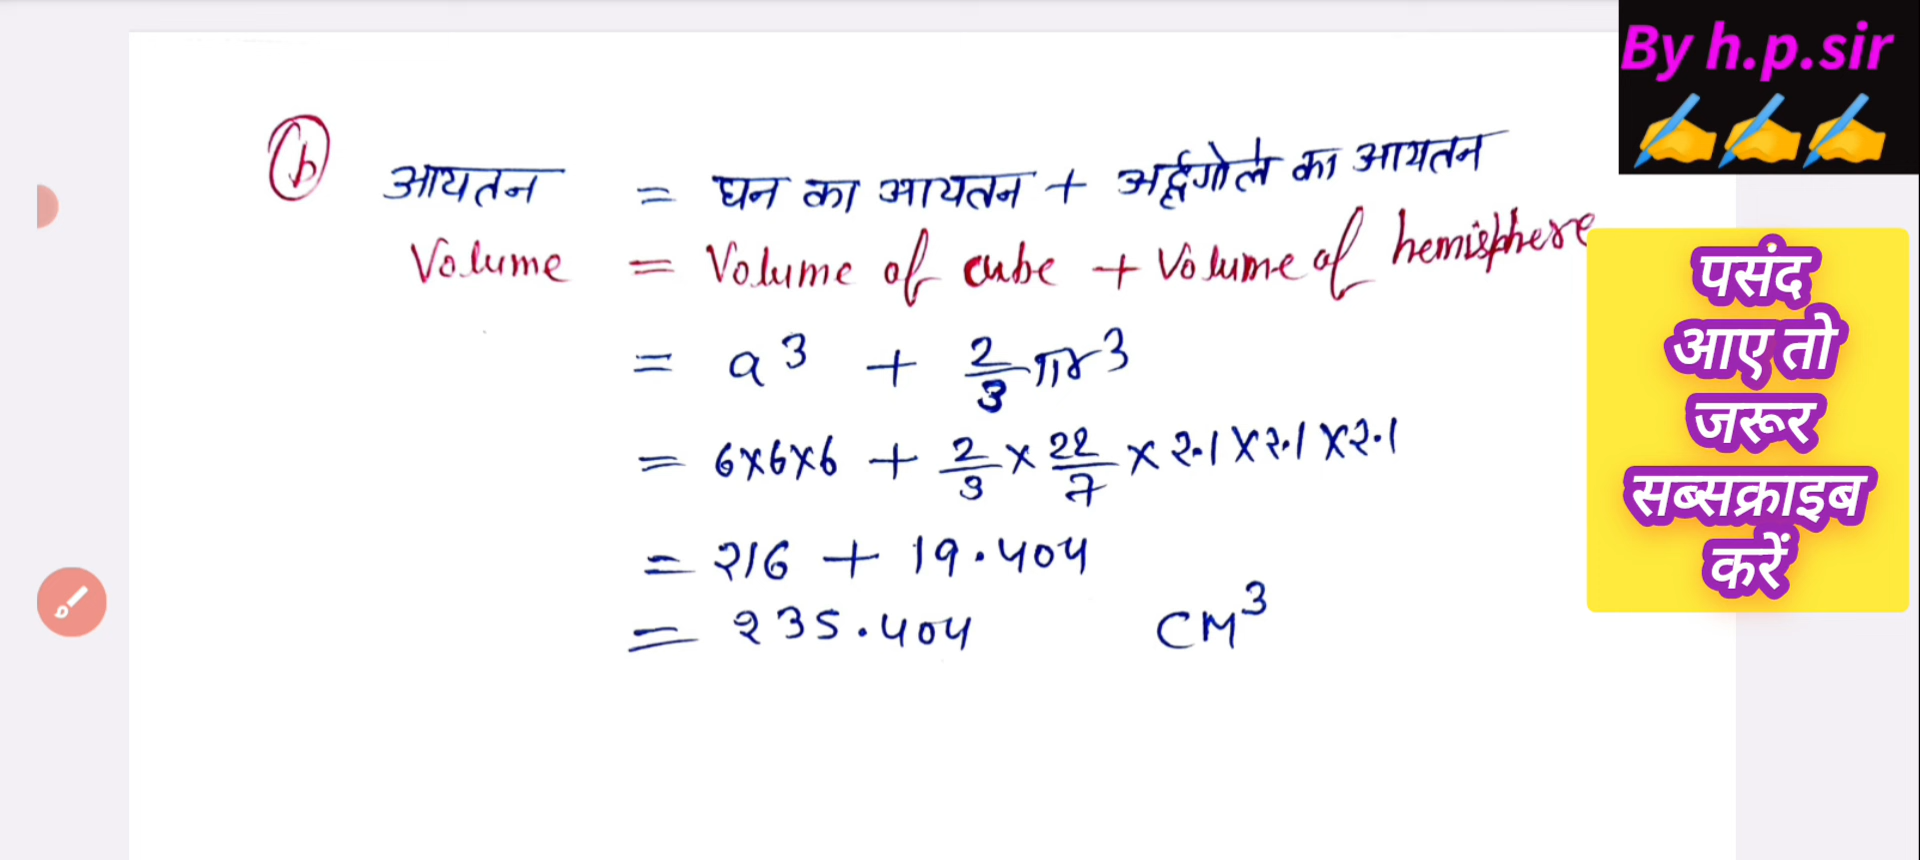 By h.p.sir
(b) आयतन = घन का आयतन + अर्द्धगोले का आयतन
Volume = Volume of cube + Volume of hemisphere
= a³ + 2/3 πr³
= 6×6×6 + 2/3 × 22/7 × 2.1 × 2.1 × 2.1
= 216 + 19.404
= 235.404 CM³
पसंद
आए तो
जरूर
सब्सक्राइब
करें